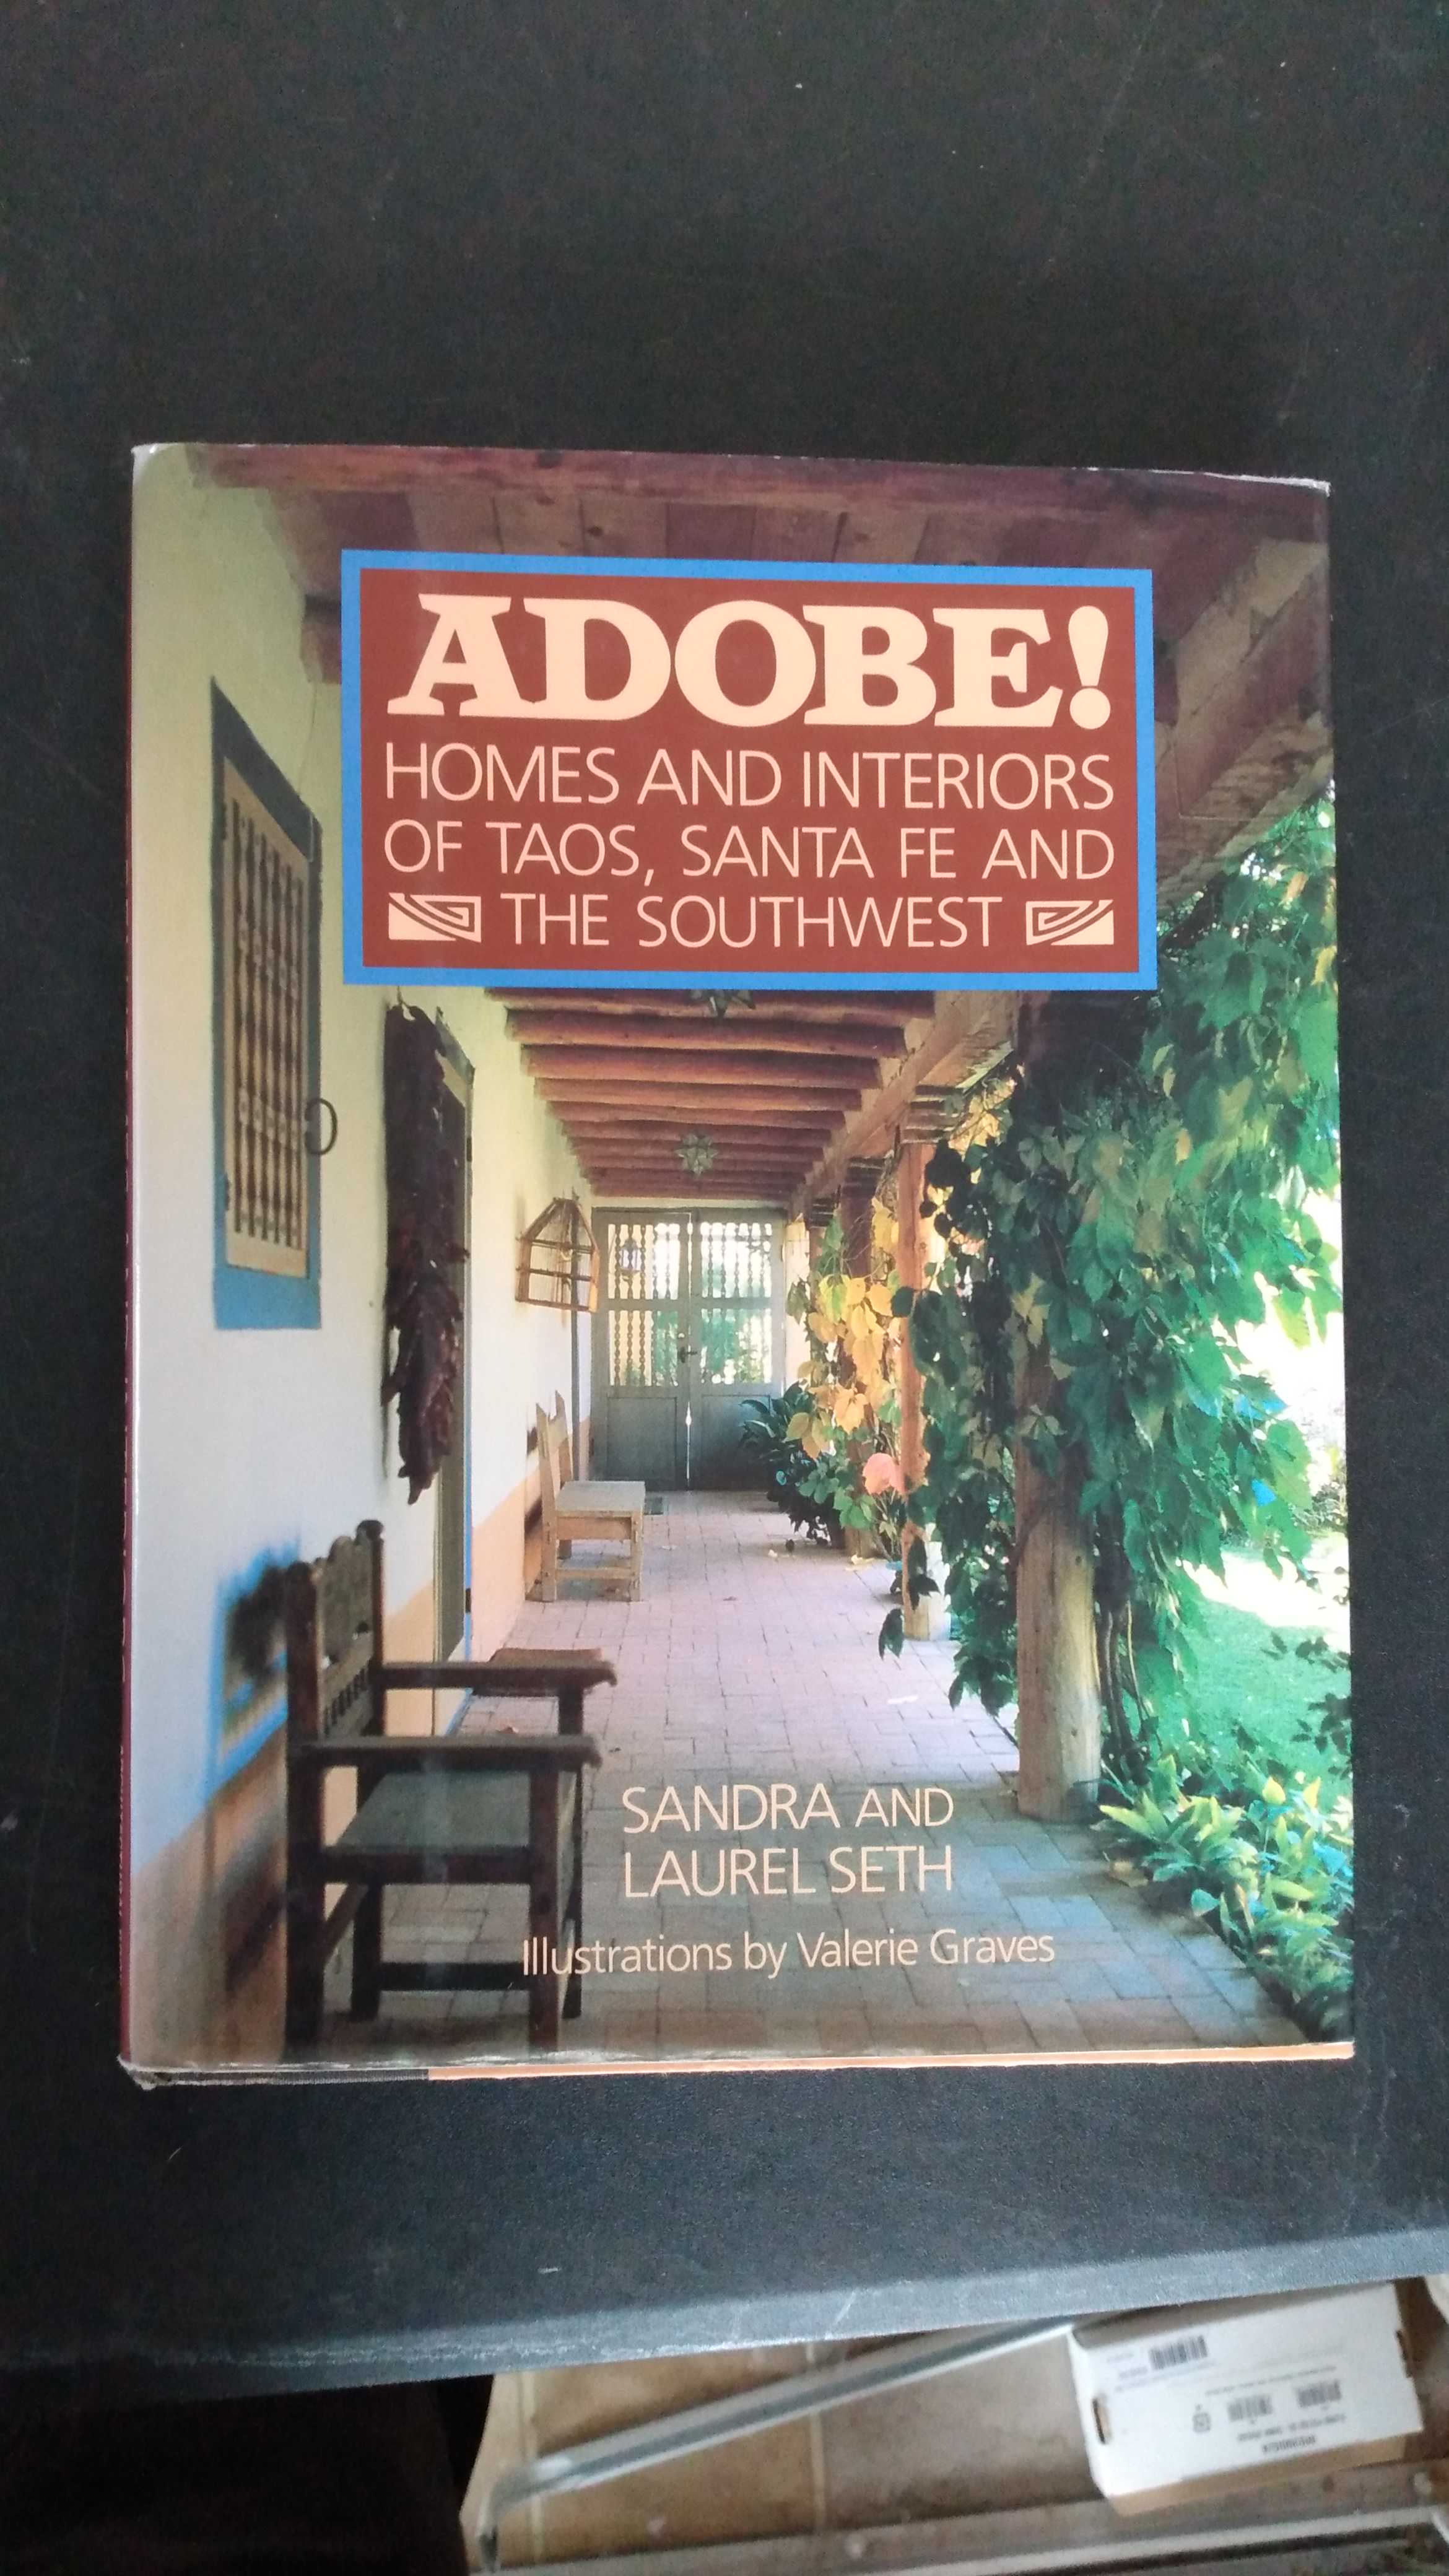 ADOBE!
HOMES AND INTERIORS
OF TAOS, SANTA FE AND
THE SOUTHWEST
SANDRA AND
LAUREL SETH
Illustrations by Valerie Graves